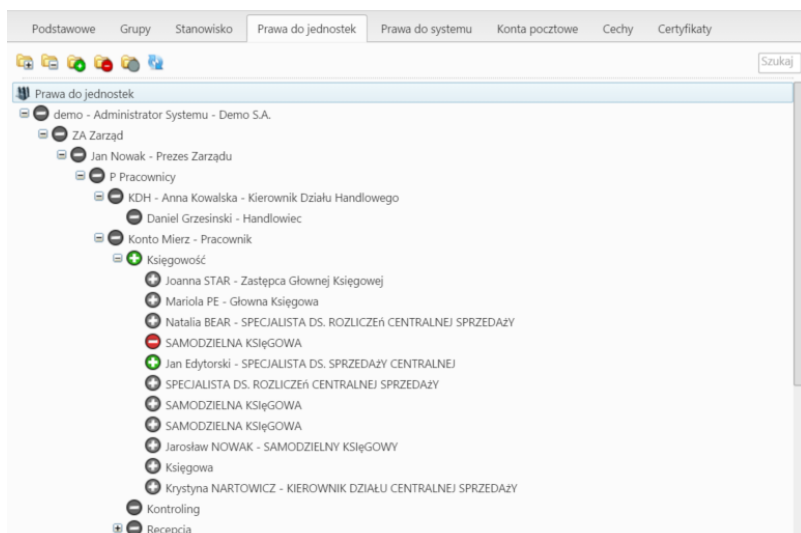 Podstawowe Grupy Stanowisko Prawa do jednostek Prawa do systemu Konta pocztowe Cechy Certyfikaty
Szukaj
Prawa do jednostek
demo - Administrator Systemu - Demo S.A.
ZA Zarząd
Jan Nowak - Prezes Zarządu
P Pracownicy
KDH - Anna Kowalska - Kierownik Działu Handlowego
Daniel Grzesinski - Handlowiec
Konto Mierz - Pracownik
Księgowość
Joanna STAR - Zastępca Głownej Księgowej
Mariola PE - Głowna Księgowa
Natalia BEAR - SPECJALISTA DS. ROZLICZEń CENTRALNEJ SPRZEDAżY
SAMODZIELNA KSIęGOWA
Jan Edytorski - SPECJALISTA DS. SPRZEDAżY CENTRALNEJ
SPECJALISTA DS. ROZLICZEń CENTRALNEJ SPRZEDAżY
SAMODZIELNA KSIęGOWA
SAMODZIELNA KSIęGOWA
Jarosław NOWAK - SAMODZIELNY KSIęGOWY
Księgowa
Krystyna NARTOWICZ - KIEROWNIK DZIAŁU CENTRALNEJ SPRZEDAżY
Kontroling
Recepcja